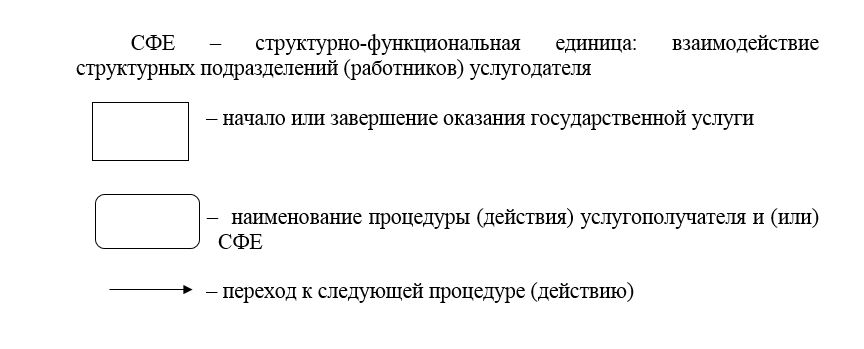 СФЕ – структурно-функциональная единица: взаимодействие
структурных подразделений (работников) услугодателя
– начало или завершение оказания государственной услуги
– наименование процедуры (действия) услугополучателя и (или)
СФЕ
– переход к следующей процедуре (действию)